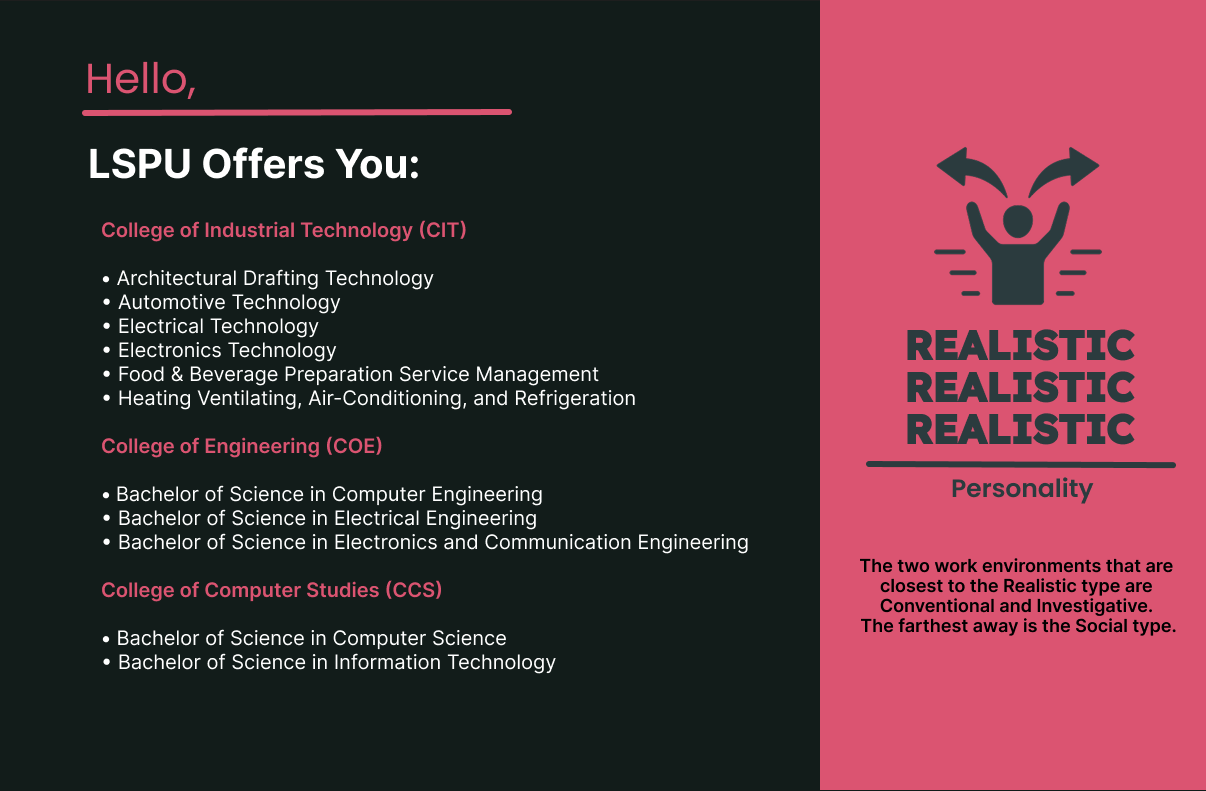 Hello,
LSPU Offers You:
College of Industrial Technology (CIT)
• Architectural Drafting Technology
• Automotive Technology
• Electrical Technology
• Electronics Technology
• Food & Beverage Preparation Service Management
• Heating Ventilating, Air-Conditioning, and Refrigeration
College of Engineering (COE)
• Bachelor of Science in Computer Engineering
• Bachelor of Science in Electrical Engineering
• Bachelor of Science in Electronics and Communication Engineering
College of Computer Studies (CCS)
• Bachelor of Science in Computer Science
• Bachelor of Science in Information Technology
REALISTIC
REALISTIC
REALISTIC
Personality
The two work environments that are
closest to the Realistic type are
Conventional and Investigative.
The farthest away is the Social type.